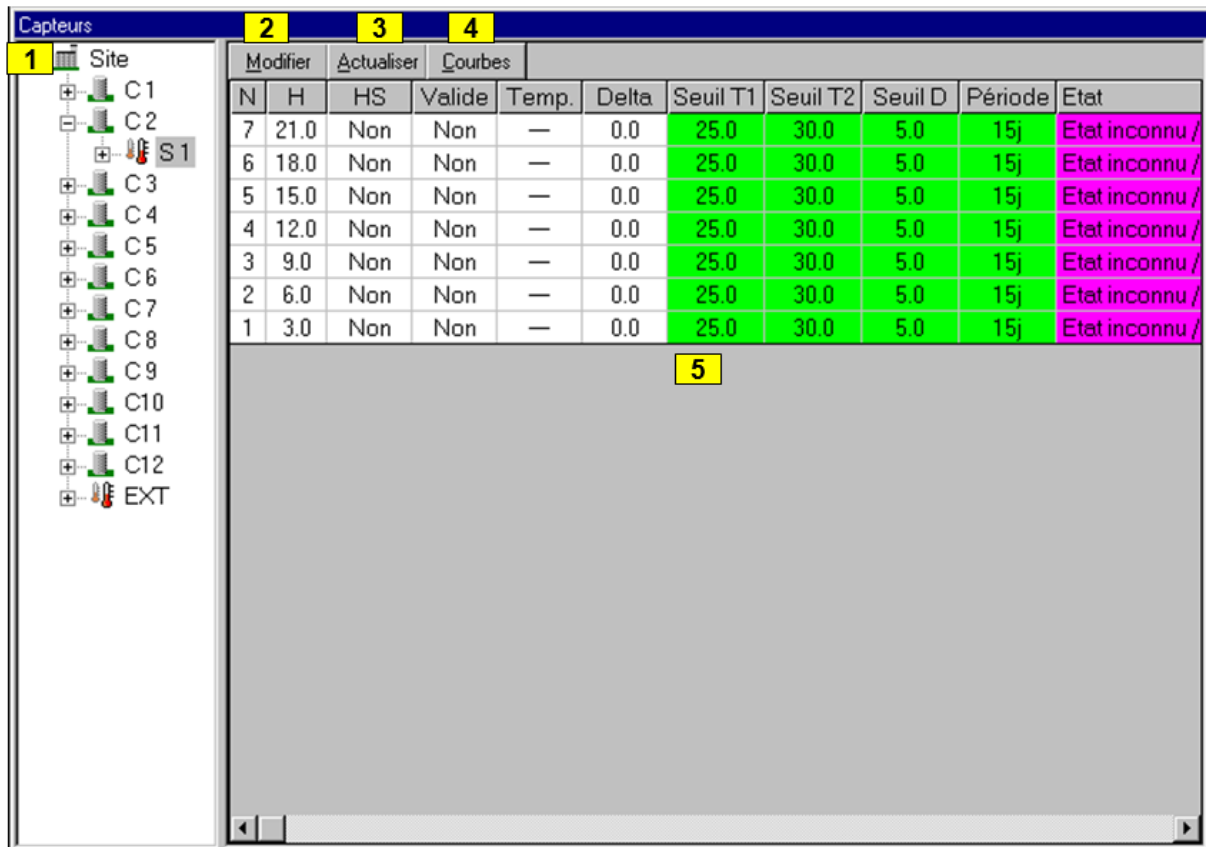 Capteurs
2 3 4
1 Site
Modifier Actualiser Courbes
C 1
C 2
S 1
C 3
C 4
C 5
C 6
C 7
C 8
C 9
C10
C11
C12
EXT
N H HS Valide Temp. Delta Seuil T1 Seuil T2 Seuil D Période Etat
7 21.0 Non Non — 0.0 25.0 30.0 5.0 15j Etat inconnu /
6 18.0 Non Non — 0.0 25.0 30.0 5.0 15j Etat inconnu /
5 15.0 Non Non — 0.0 25.0 30.0 5.0 15j Etat inconnu /
4 12.0 Non Non — 0.0 25.0 30.0 5.0 15j Etat inconnu /
3 9.0 Non Non — 0.0 25.0 30.0 5.0 15j Etat inconnu /
2 6.0 Non Non — 0.0 25.0 30.0 5.0 15j Etat inconnu /
1 3.0 Non Non — 0.0 25.0 30.0 5.0 15j Etat inconnu /
5